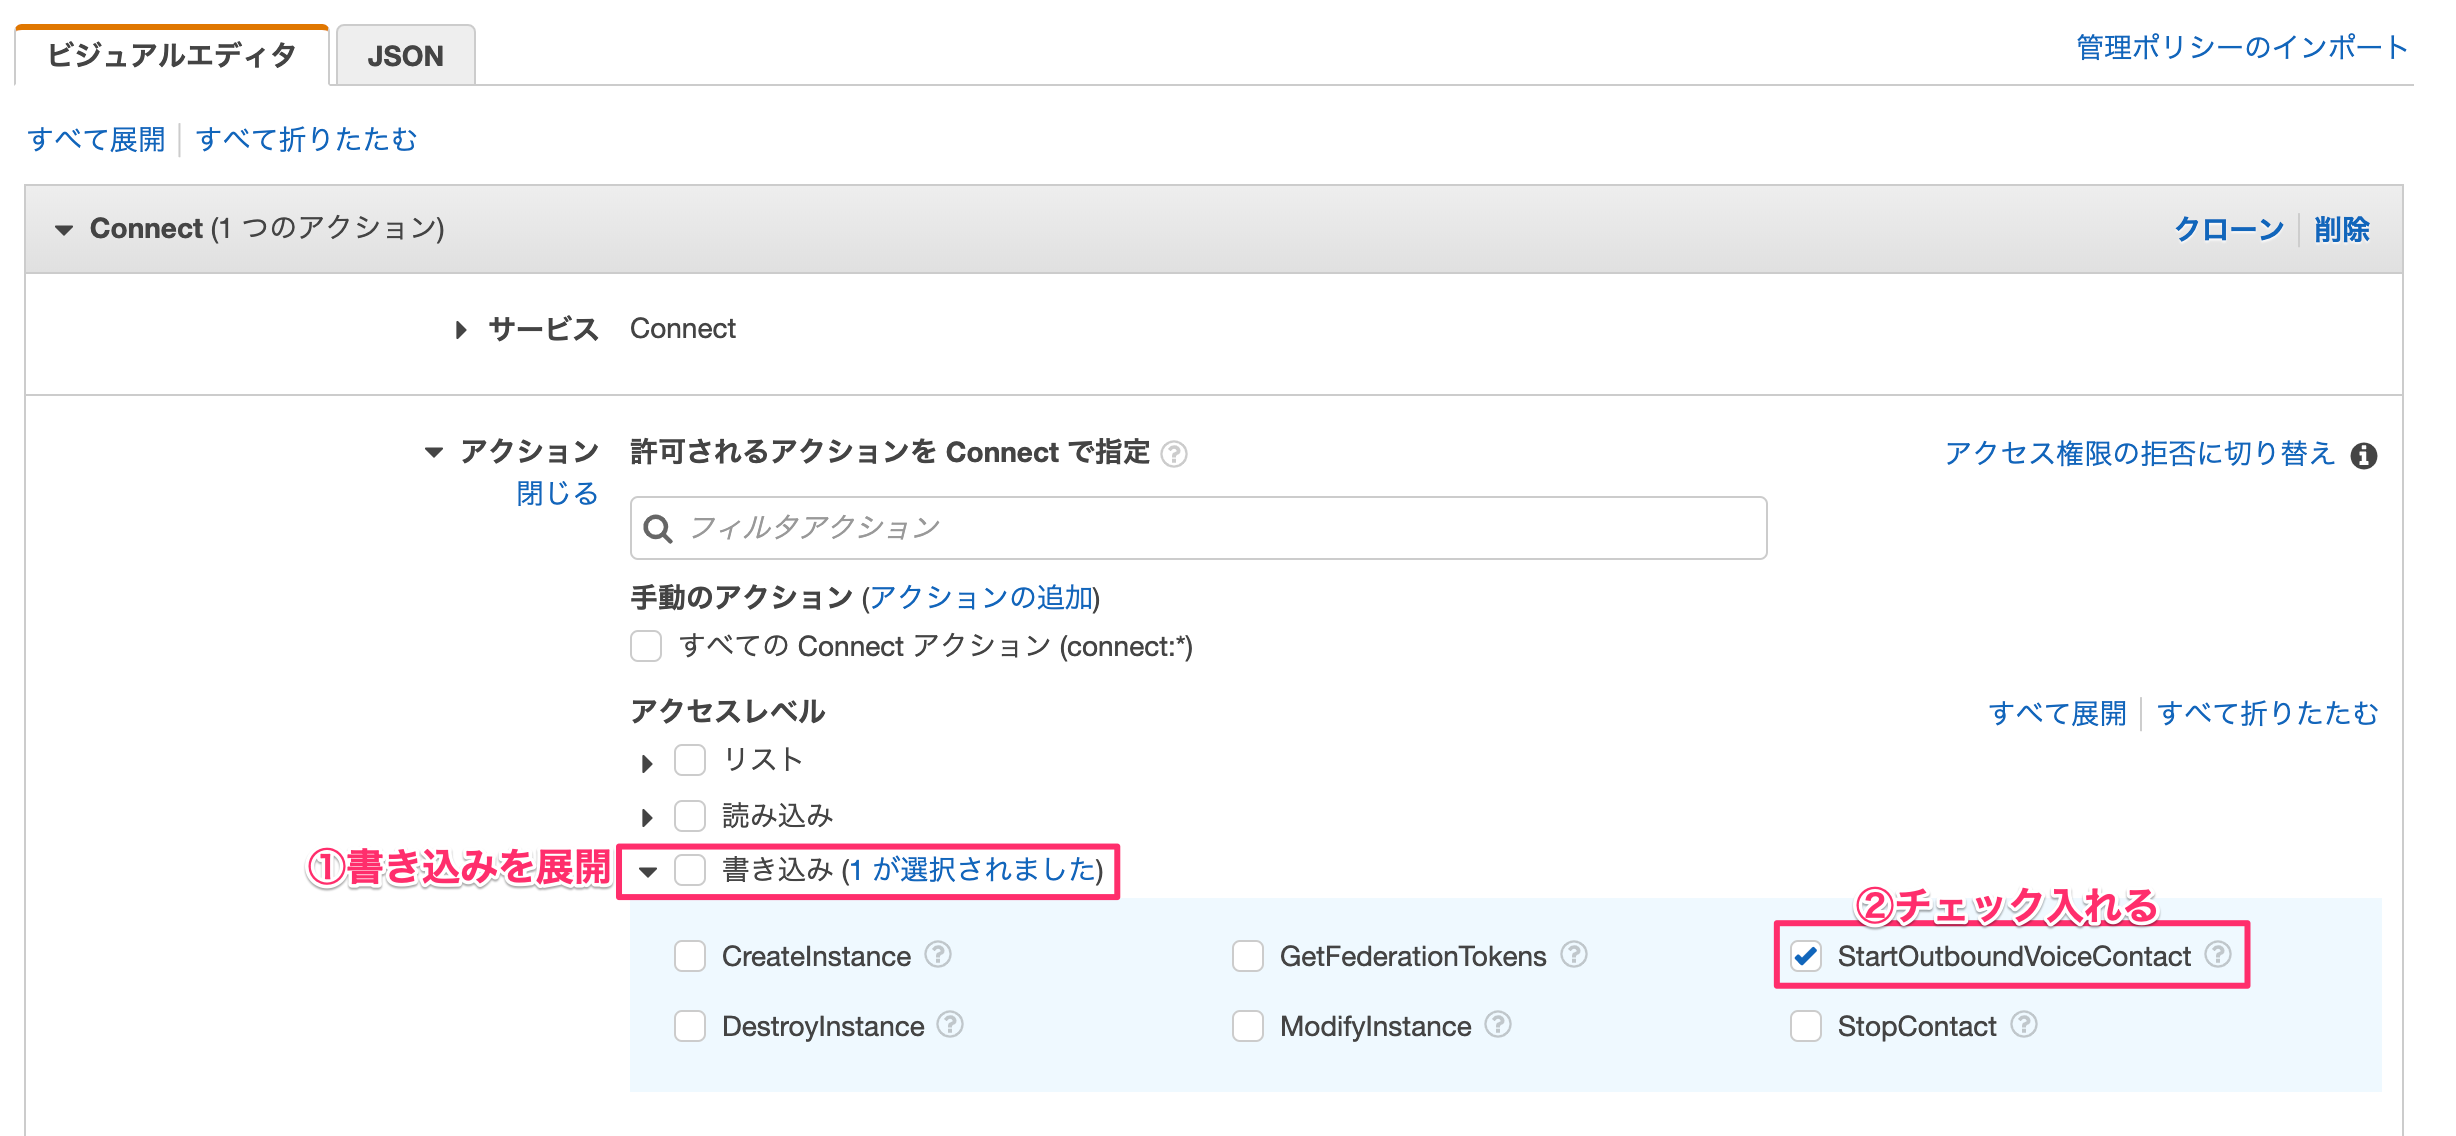 ビジュアルエディタ JSON 管理ポリシーのインポート
すべて展開 すべて折りたたむ
Connect (1 つのアクション) クローン 削除
サービス Connect
アクション 許可されるアクションを Connect で指定 アクセス権限の拒否に切り替え
閉じる
フィルタアクション
手動のアクション (アクションの追加)
すべての Connect アクション (connect:*)
アクセスレベル すべて展開 すべて折りたたむ
リスト
読み込み
①書き込みを展開 書き込み (1 が選択されました)
②チェック入れる
CreateInstance GetFederationTokens StartOutboundVoiceContact
DestroyInstance ModifyInstance StopContact